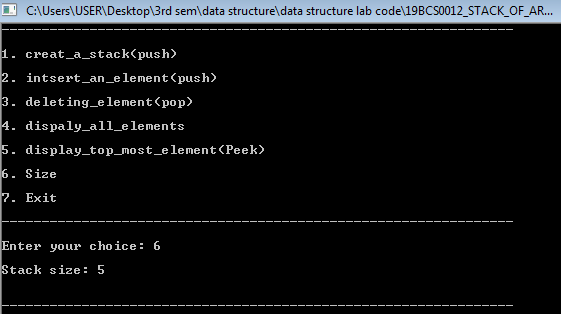 C:\Users\USER\Desktop\3rd sem\data structure\data structure lab code\19BCS0012_STACK_OF_AR...
1. creat_a_stack(push)
2. intsert_an_element(push)
3. deleting_element(pop)
4. dispaly_all_elements
5. display_top_most_element(Peek)
6. Size
7. Exit
Enter your choice: 6
Stack size: 5